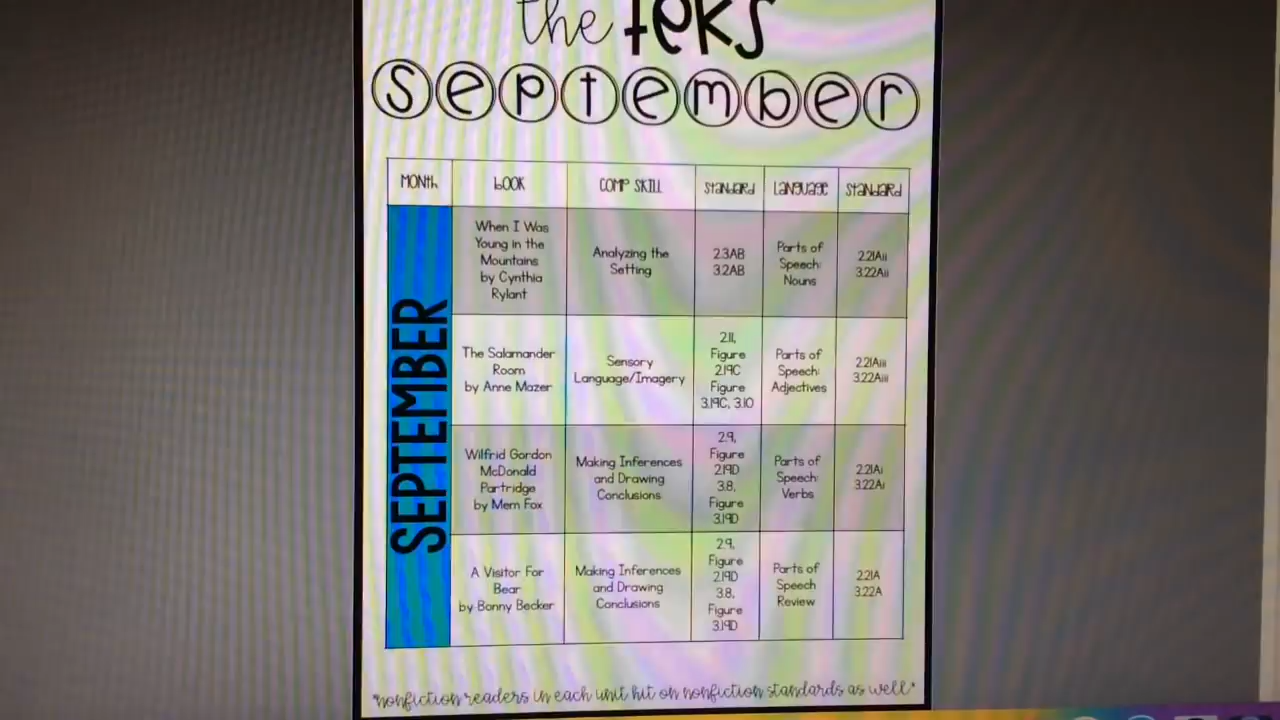 the teks
september
MONTH
BOOK
COMP SKILL
STANDARD
LANGUAGE
STANDARD
SEPTEMBER
When I Was
Young in the
Mountains
by Cynthia
Rylant
Analyzing the
Setting
2.3AB
3.2AB
Parts of
Speech:
Nouns
2.21Aii
3.22Aii
The Salamander
Room
by Anne Mazer
Sensory
Language/Imagery
2.11,
Figure
2.19C
Figure
3.19C, 3.10
Parts of
Speech:
Adjectives
2.21Aiii
3.22Aiii
Wilfrid Gordon
McDonald
Partridge
by Mem Fox
Making Inferences
and Drawing
Conclusions
2.9,
Figure
2.19D
3.8,
Figure
3.19D
Parts of
Speech:
Verbs
2.21Ai
3.22Ai
A Visitor For
Bear
by Bonny Becker
Making Inferences
and Drawing
Conclusions
2.9,
Figure
2.19D
3.8,
Figure
3.19D
Parts of
Speech
Review
2.21A
3.22A
*nonfiction readers in each unit hit on nonfiction standards as well*